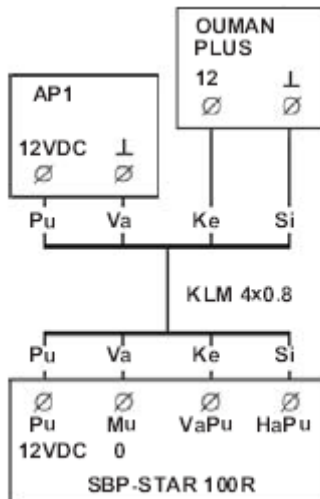 OUMAN
PLUS
12 ⊥
AP1
12VDC ⊥
Pu Va Ke Si
KLM 4x0.8
Pu Va Ke Si
Pu Mu VaPu HaPu
12VDC 0
SBP-STAR 100R